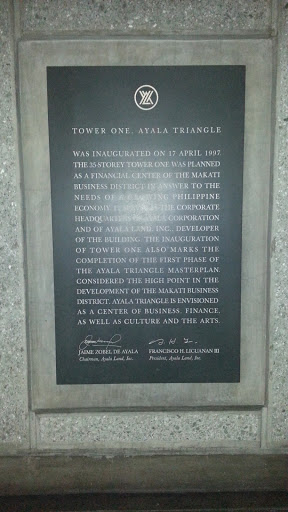 TOWER ONE, AYALA TRIANGLE
WAS INAUGURATED ON 17 APRIL 1997.
THE 35-STOREY TOWER ONE WAS PLANNED
AS A FINANCIAL CENTER OF THE MAKATI
BUSINESS DISTRICT IN ANSWER TO THE
NEEDS OF A PHILIPPINE
ECONOMY. IS THE CORPORATE
HEADQUARTERS OF AYALA CORPORATION
AND OF AYALA LAND, INC., DEVELOPER
OF THE BUILDING. THE INAUGURATION
OF TOWER ONE ALSO MARKS THE
COMPLETION OF THE FIRST PHASE OF
THE AYALA TRIANGLE MASTERPLAN
CONSIDERED THE HIGH POINT IN THE
DEVELOPMENT OF THE MAKATI BUSINESS
DISTRICT. AYALA TRIANGLE IS ENVISIONED
AS A CENTER OF BUSINESS, FINANCE,
AS WELL AS CULTURE AND THE ARTS.
JAIME ZOBEL DE AYALA FRANCISCO H. LICUANAN III
Chairman, Ayala Land, Inc. President, Ayala Land, Inc.